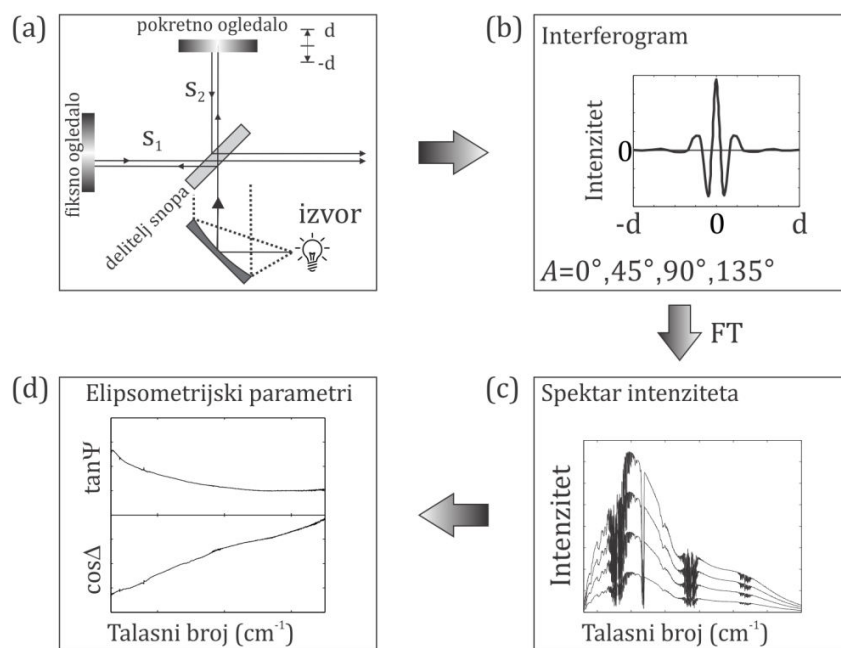 (a)
pokretno ogledalo
d
-d
S₂
S₁
fiksno ogledalo
delitelj snopa
izvor
(b)
Interferogram
Intenzitet
0
-d 0 d
A=0°,45°,90°,135°
FT
(d)
Elipsometrijski parametri
tanΨ
cosΔ
Talasni broj (cm⁻¹)
(c)
Spektar intenziteta
Intenzitet
Talasni broj (cm⁻¹)